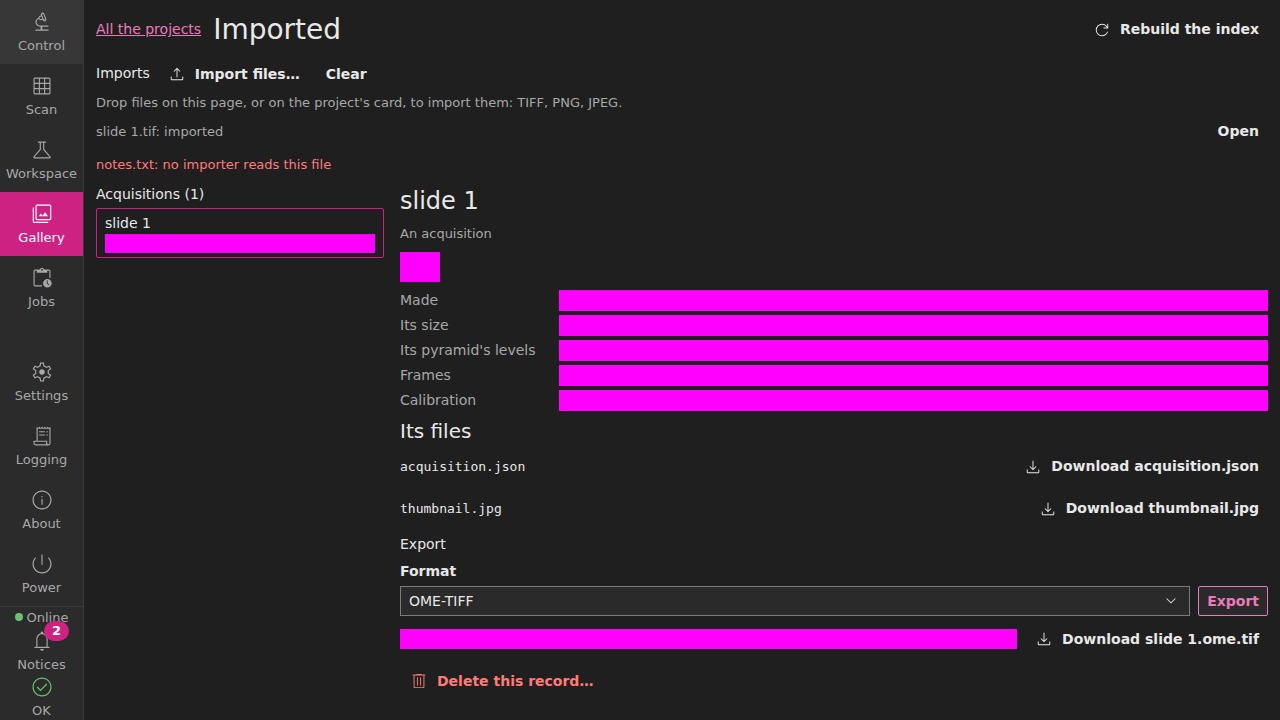 Control
Scan
Workspace
Gallery
Jobs
Settings
Logging
About
Power
Online
2
Notices
OK
All the projects Imported
Rebuild the index
Imports Import files… Clear
Drop files on this page, or on the project's card, to import them: TIFF, PNG, JPEG.
slide 1.tif: imported Open
notes.txt: no importer reads this file
Acquisitions (1)
slide 1
slide 1
An acquisition
Made
Its size
Its pyramid's levels
Frames
Calibration
Its files
acquisition.json Download acquisition.json
thumbnail.jpg Download thumbnail.jpg
Export
Format
OME-TIFF Export
Download slide 1.ome.tif
Delete this record…